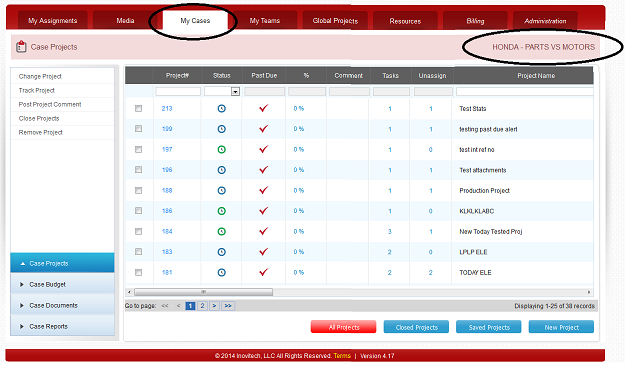 My Assignments Media My Cases My Teams Global Projects Resources Billing Administration
Case Projects HONDA - PARTS VS MOTORS
Change Project
Track Project
Post Project Comment
Close Projects
Remove Project
Case Projects
Case Budget
Case Documents
Case Reports
Project# Status Past Due % Comment Tasks Unassign Project Name
213 0 % 1 1 Test Stats
199 0 % 1 1 testing past due alert
197 0 % 1 0 test int ref no
196 0 % 1 1 Test attachments
188 0 % 1 1 Production Project
186 0 % 1 0 KLKLKLABC
184 0 % 3 1 New Today Tested Proj
183 0 % 2 0 LPLP ELE
181 0 % 2 2 TODAY ELE
Go to page: << < 1 2 > >> Displaying 1-25 of 38 records
All Projects Closed Projects Saved Projects New Project
© 2014 Inovitech, LLC All Rights Reserved. Terms | Version 4.17